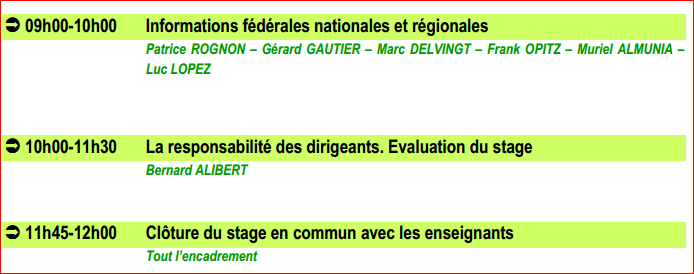 ➲ 09h00-10h00 Informations fédérales nationales et régionales
Patrice ROGNON – Gérard GAUTIER – Marc DELVINGT – Frank OPITZ – Muriel ALMUNIA –
Luc LOPEZ
➲ 10h00-11h30 La responsabilité des dirigeants. Evaluation du stage
Bernard ALIBERT
➲ 11h45-12h00 Clôture du stage en commun avec les enseignants
Tout l'encadrement